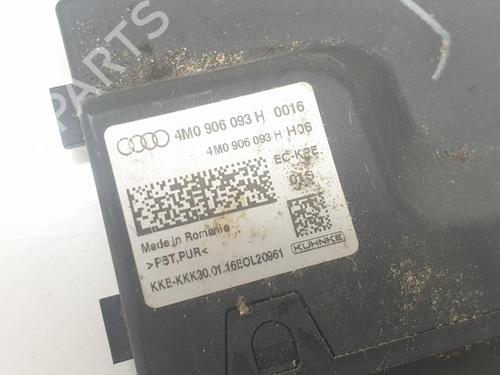 4M0 906 093 H 0016
4M0 906 093 H H06
EC-KPE
01S
Made in Romania
>PBT,PUR<
KUHNKE
KKE-KKK30.01.16EOL20961
PARTS